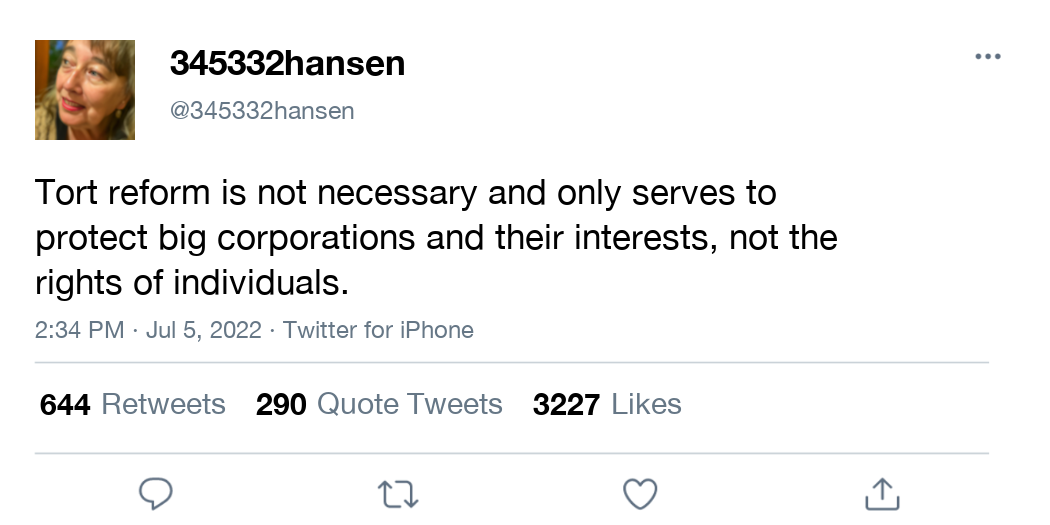 345332hansen
@345332hansen
Tort reform is not necessary and only serves to
protect big corporations and their interests, not the
rights of individuals.
2:34 PM · Jul 5, 2022 · Twitter for iPhone
644 Retweets 290 Quote Tweets 3227 Likes